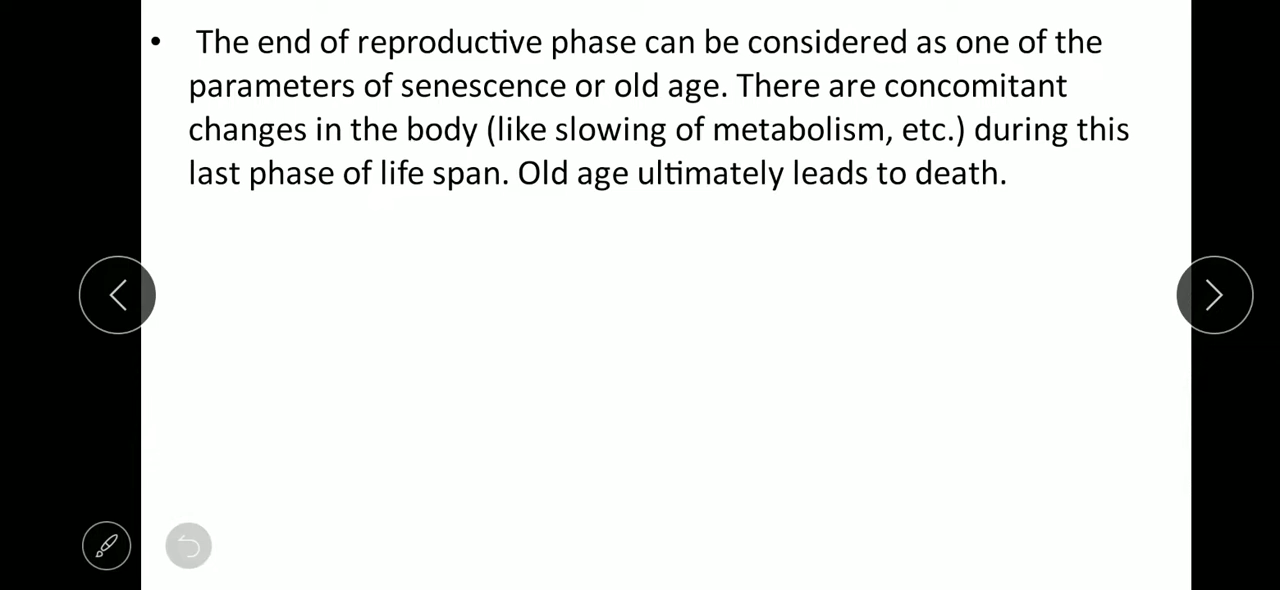 • The end of reproductive phase can be considered as one of the
parameters of senescence or old age. There are concomitant
changes in the body (like slowing of metabolism, etc.) during this
last phase of life span. Old age ultimately leads to death.